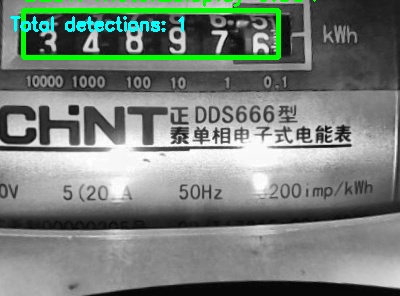 Total detections: 1
3 4 8 9 7 6 kWh
10000 1000 100 10 1 0.1
CHNT 正泰 DDS666型
单相电子式电能表
0V 5(20)A 50Hz 200imp/kWh